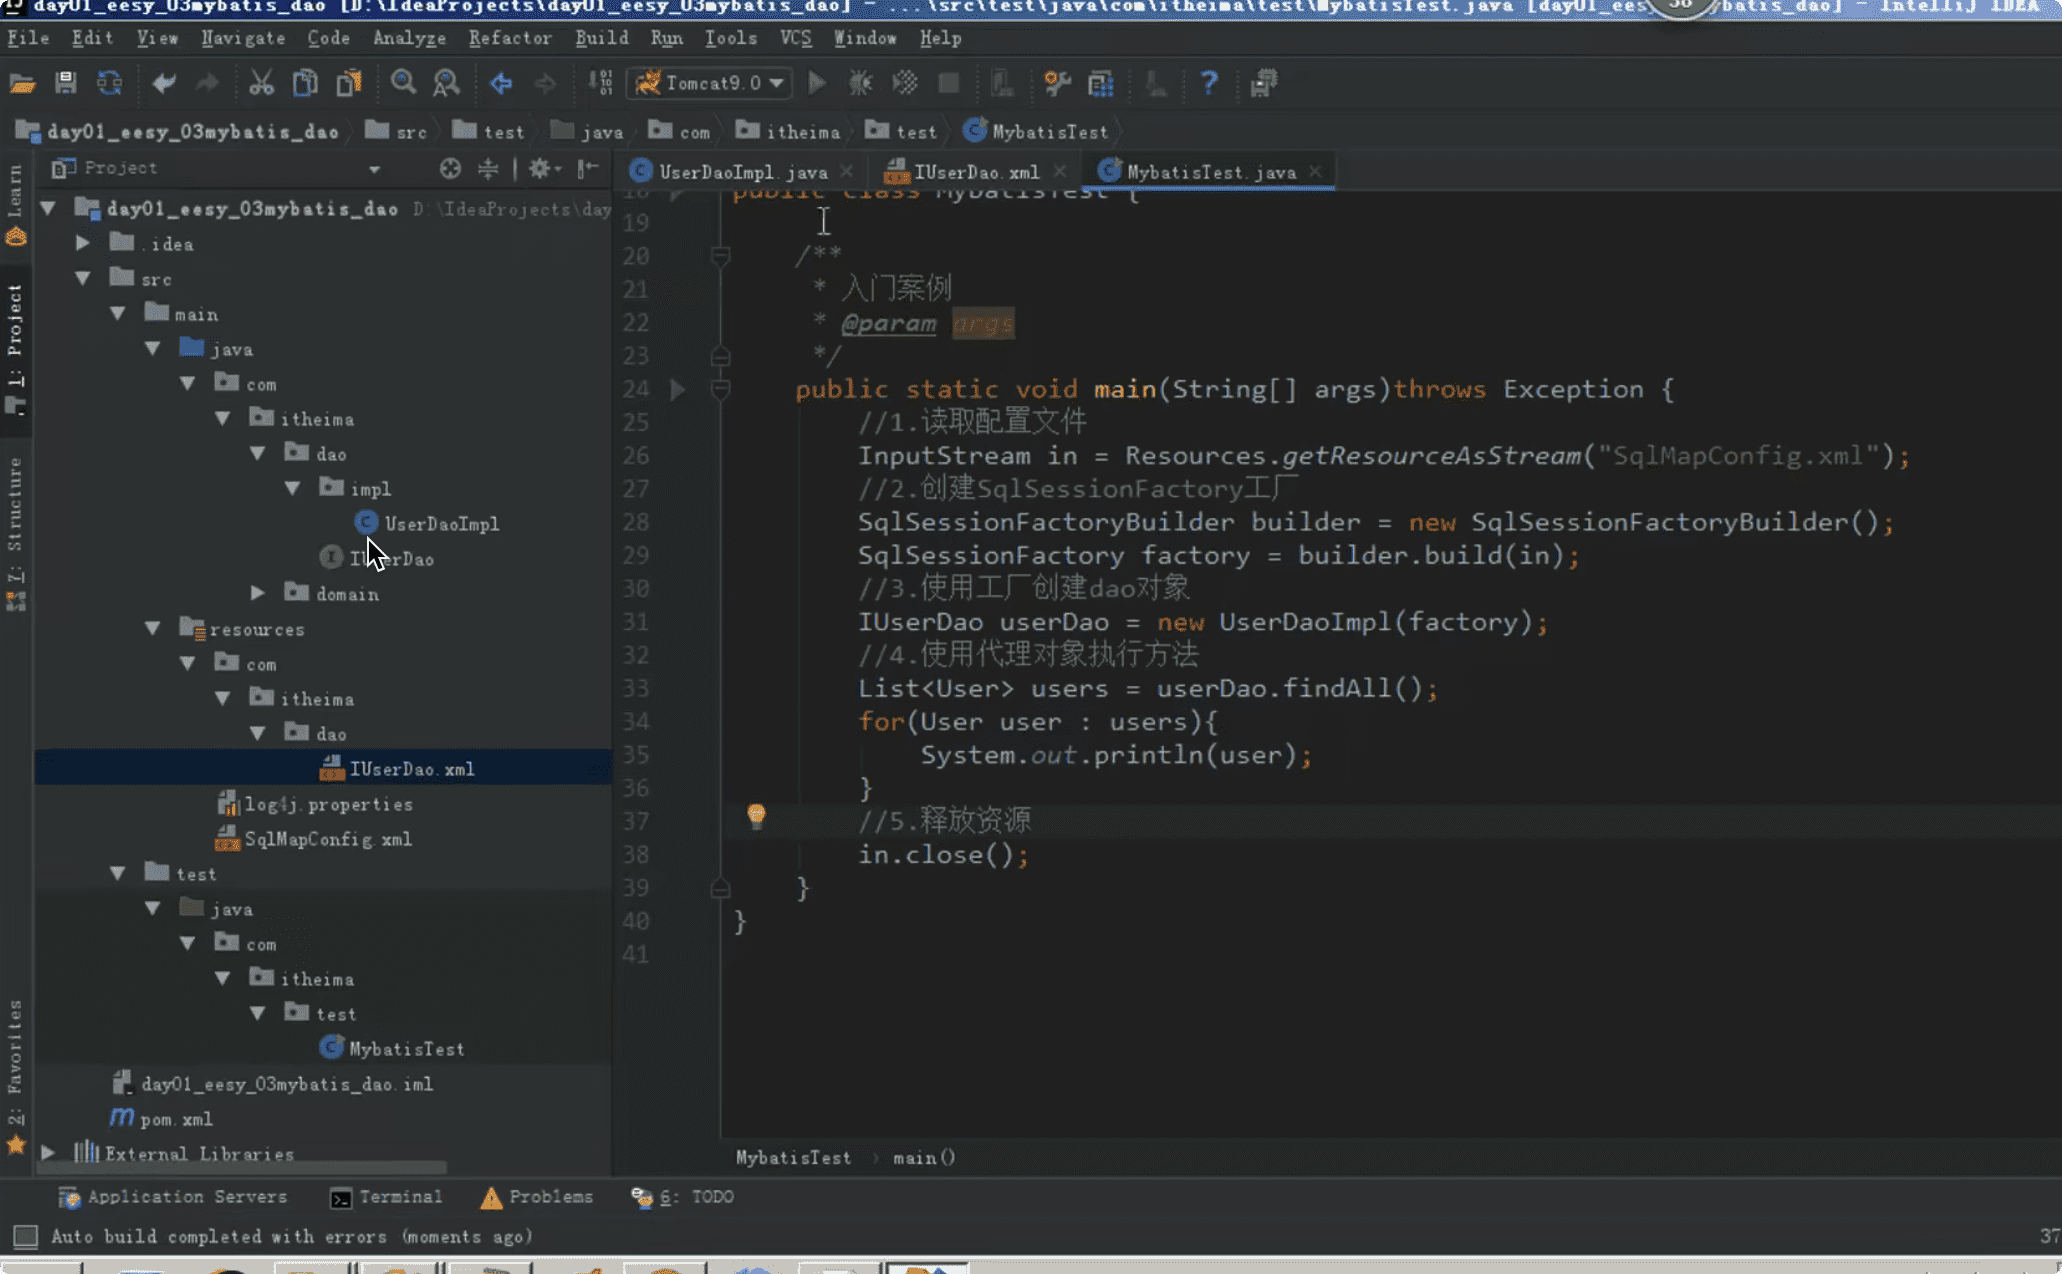 day01_eesy_03mybatis_dao [D:\IdeaProjects\day01_eesy_03mybatis_dao] - ...\src\test\java\com\itheima\test\MybatisTest.java [day01_ees ybatis_dao] - IntelliJ IDEA
File Edit View Navigate Code Analyze Refactor Build Run Tools VCS Window Help
Tomcat9.0
day01_eesy_03mybatis_dao src test java com itheima test MybatisTest
Project
UserDaoImpl.java IUserDao.xml MybatisTest.java
Learn
1: Project
7: Structure
2: Favorites
day01_eesy_03mybatis_dao D:\IdeaProjects\day
.idea
src
main
java
com
itheima
dao
impl
UserDaoImpl
IUserDao
domain
resources
com
itheima
dao
IUserDao.xml
log4j.properties
SqlMapConfig.xml
test
java
com
itheima
test
MybatisTest
day01_eesy_03mybatis_dao.iml
pom.xml
External Libraries
18 public class MybatisTest {
19
20 /**
21 * 入门案例
22 * @param args
23 */
24 public static void main(String[] args)throws Exception {
25 //1.读取配置文件
26 InputStream in = Resources.getResourceAsStream("SqlMapConfig.xml");
27 //2.创建SqlSessionFactory工厂
28 SqlSessionFactoryBuilder builder = new SqlSessionFactoryBuilder();
29 SqlSessionFactory factory = builder.build(in);
30 //3.使用工厂创建dao对象
31 IUserDao userDao = new UserDaoImpl(factory);
32 //4.使用代理对象执行方法
33 List<User> users = userDao.findAll();
34 for(User user : users){
35 System.out.println(user);
36 }
37 //5.释放资源
38 in.close();
39 }
40 }
41
MybatisTest main()
Application Servers Terminal Problems 6: TODO
Auto build completed with errors (moments ago)
37